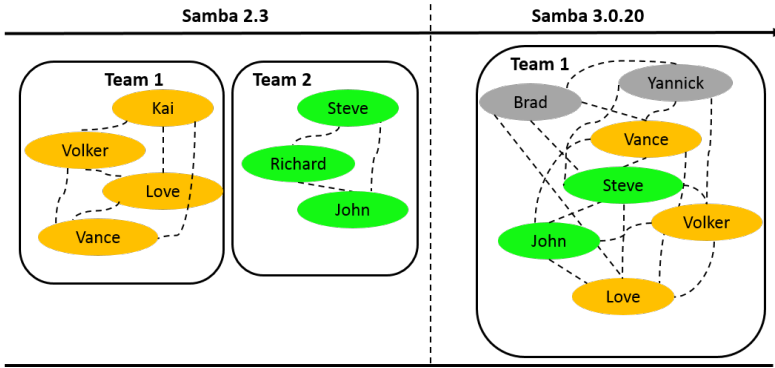 Samba 2.3
Samba 3.0.20
Team 1
Kai
Volker
Love
Vance
Team 2
Steve
Richard
John
Team 1
Yannick
Brad
Vance
Steve
Volker
John
Love